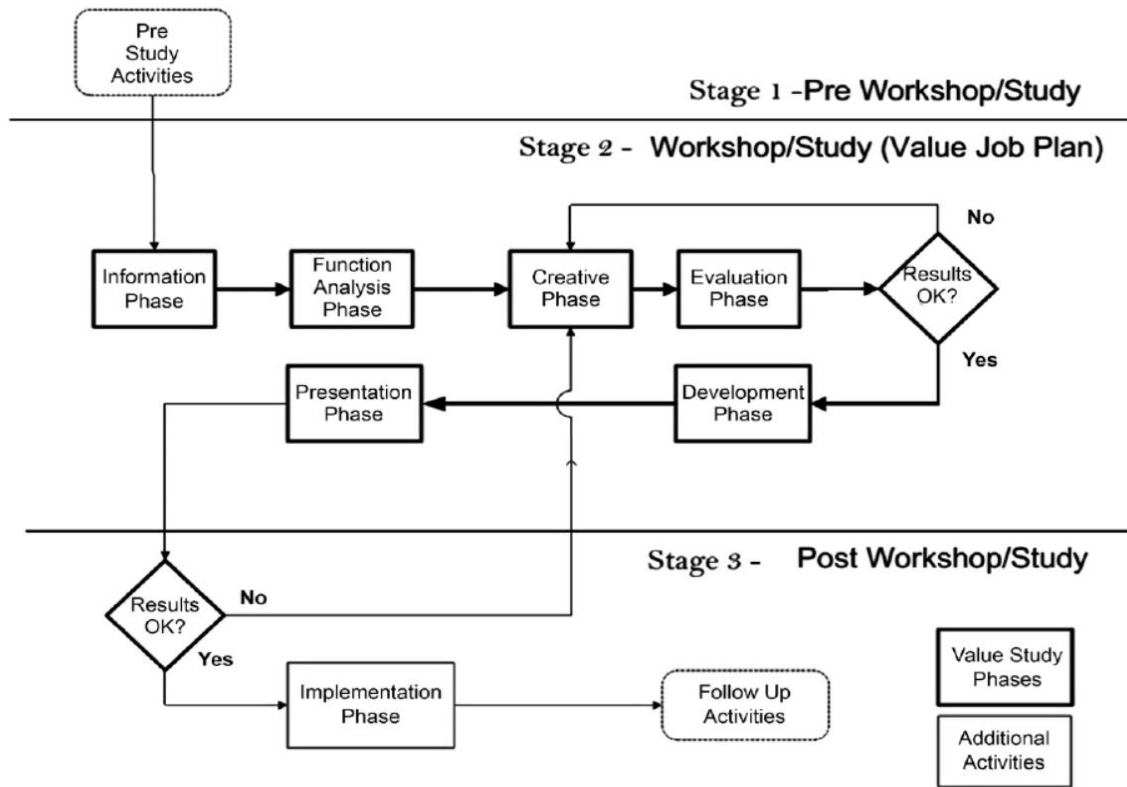 Pre
Study
Activities
Stage 1 -Pre Workshop/Study
Stage 2 - Workshop/Study (Value Job Plan)
No
Information
Phase
Function
Analysis
Phase
Creative
Phase
Evaluation
Phase
Results
OK?
Yes
Presentation
Phase
Development
Phase
Stage 3 - Post Workshop/Study
Results
OK?
No
Yes
Implementation
Phase
Follow Up
Activities
Value Study
Phases
Additional
Activities